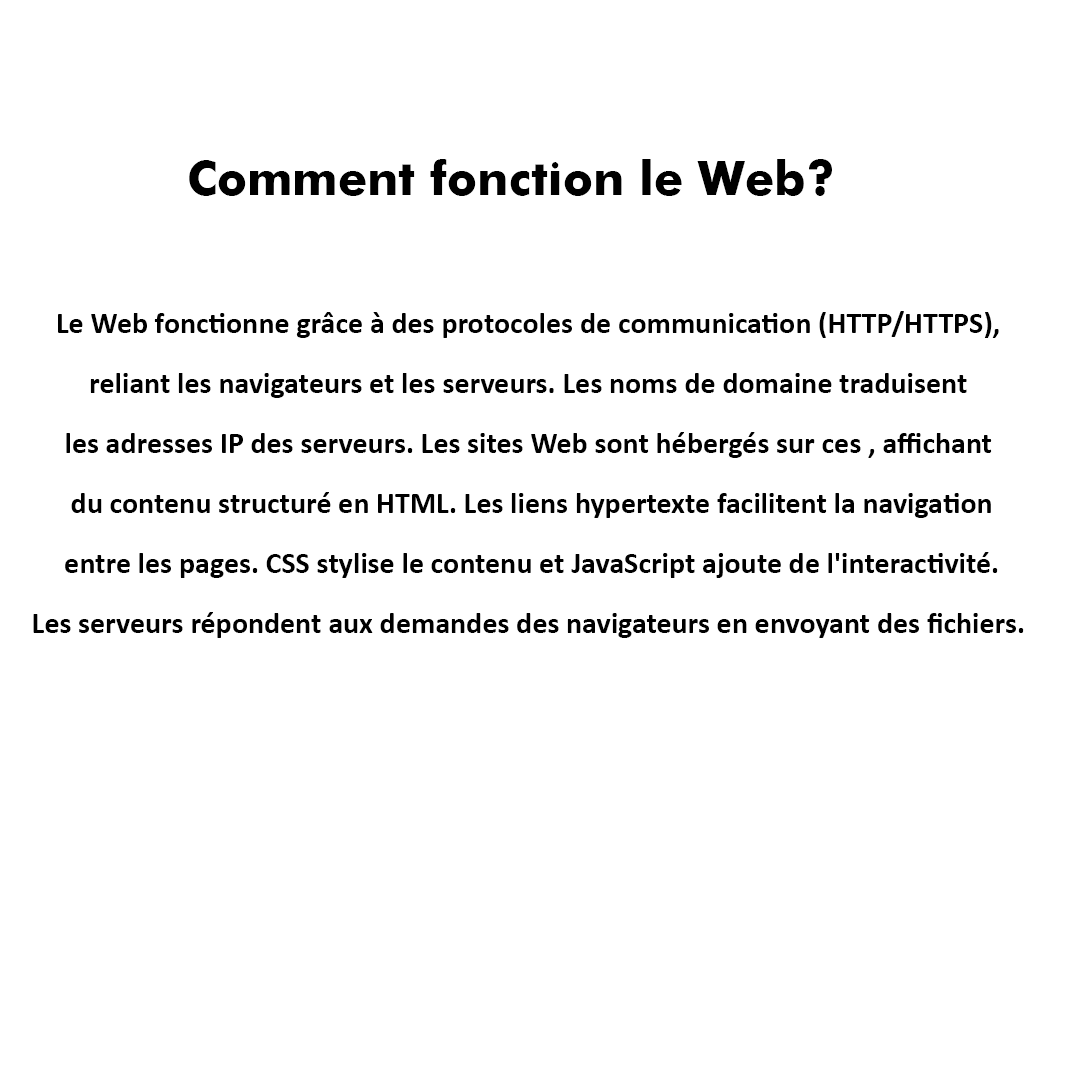 Comment fonction le Web?
Le Web fonctionne grâce à des protocoles de communication (HTTP/HTTPS),
reliant les navigateurs et les serveurs. Les noms de domaine traduisent
les adresses IP des serveurs. Les sites Web sont hébergés sur ces , affichant
du contenu structuré en HTML. Les liens hypertexte facilitent la navigation
entre les pages. CSS stylise le contenu et JavaScript ajoute de l'interactivité.
Les serveurs répondent aux demandes des navigateurs en envoyant des fichiers.